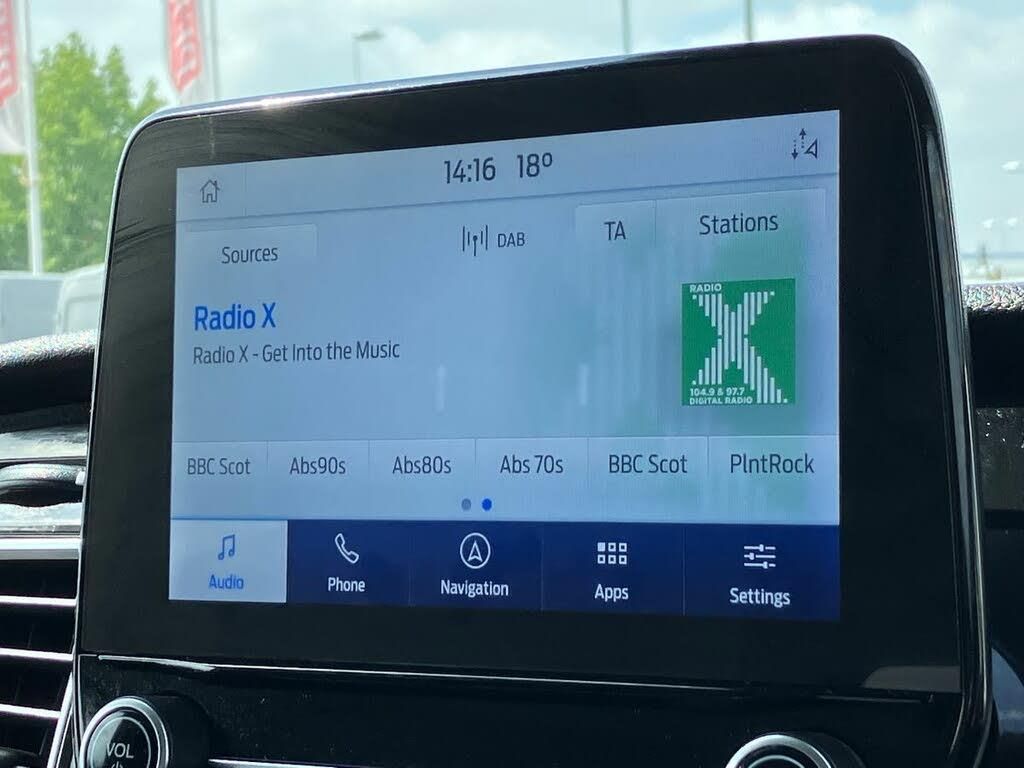 14:16 18°
Sources
DAB
TA
Stations
Radio X
Radio X - Get Into the Music
RADIO
X
104.9 & 97.7
DIGITAL RADIO
BBC Scot
Abs90s
Abs80s
Abs 70s
BBC Scot
PlntRock
Audio
Phone
Navigation
Apps
Settings
VOL